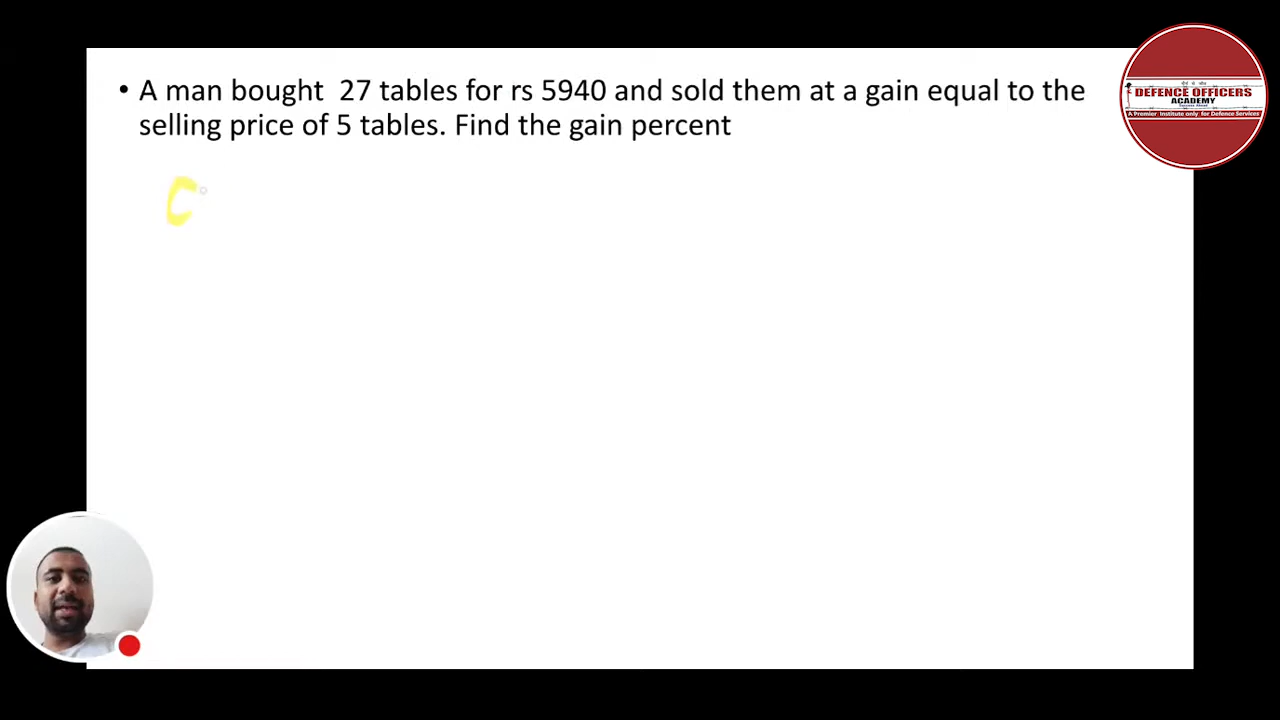 • A man bought  27 tables for rs 5940 and sold them at a gain equal to the
selling price of 5 tables. Find the gain percent
C
DEFENCE OFFICERS
ACADEMY
A Premier Institute only for Defence Services